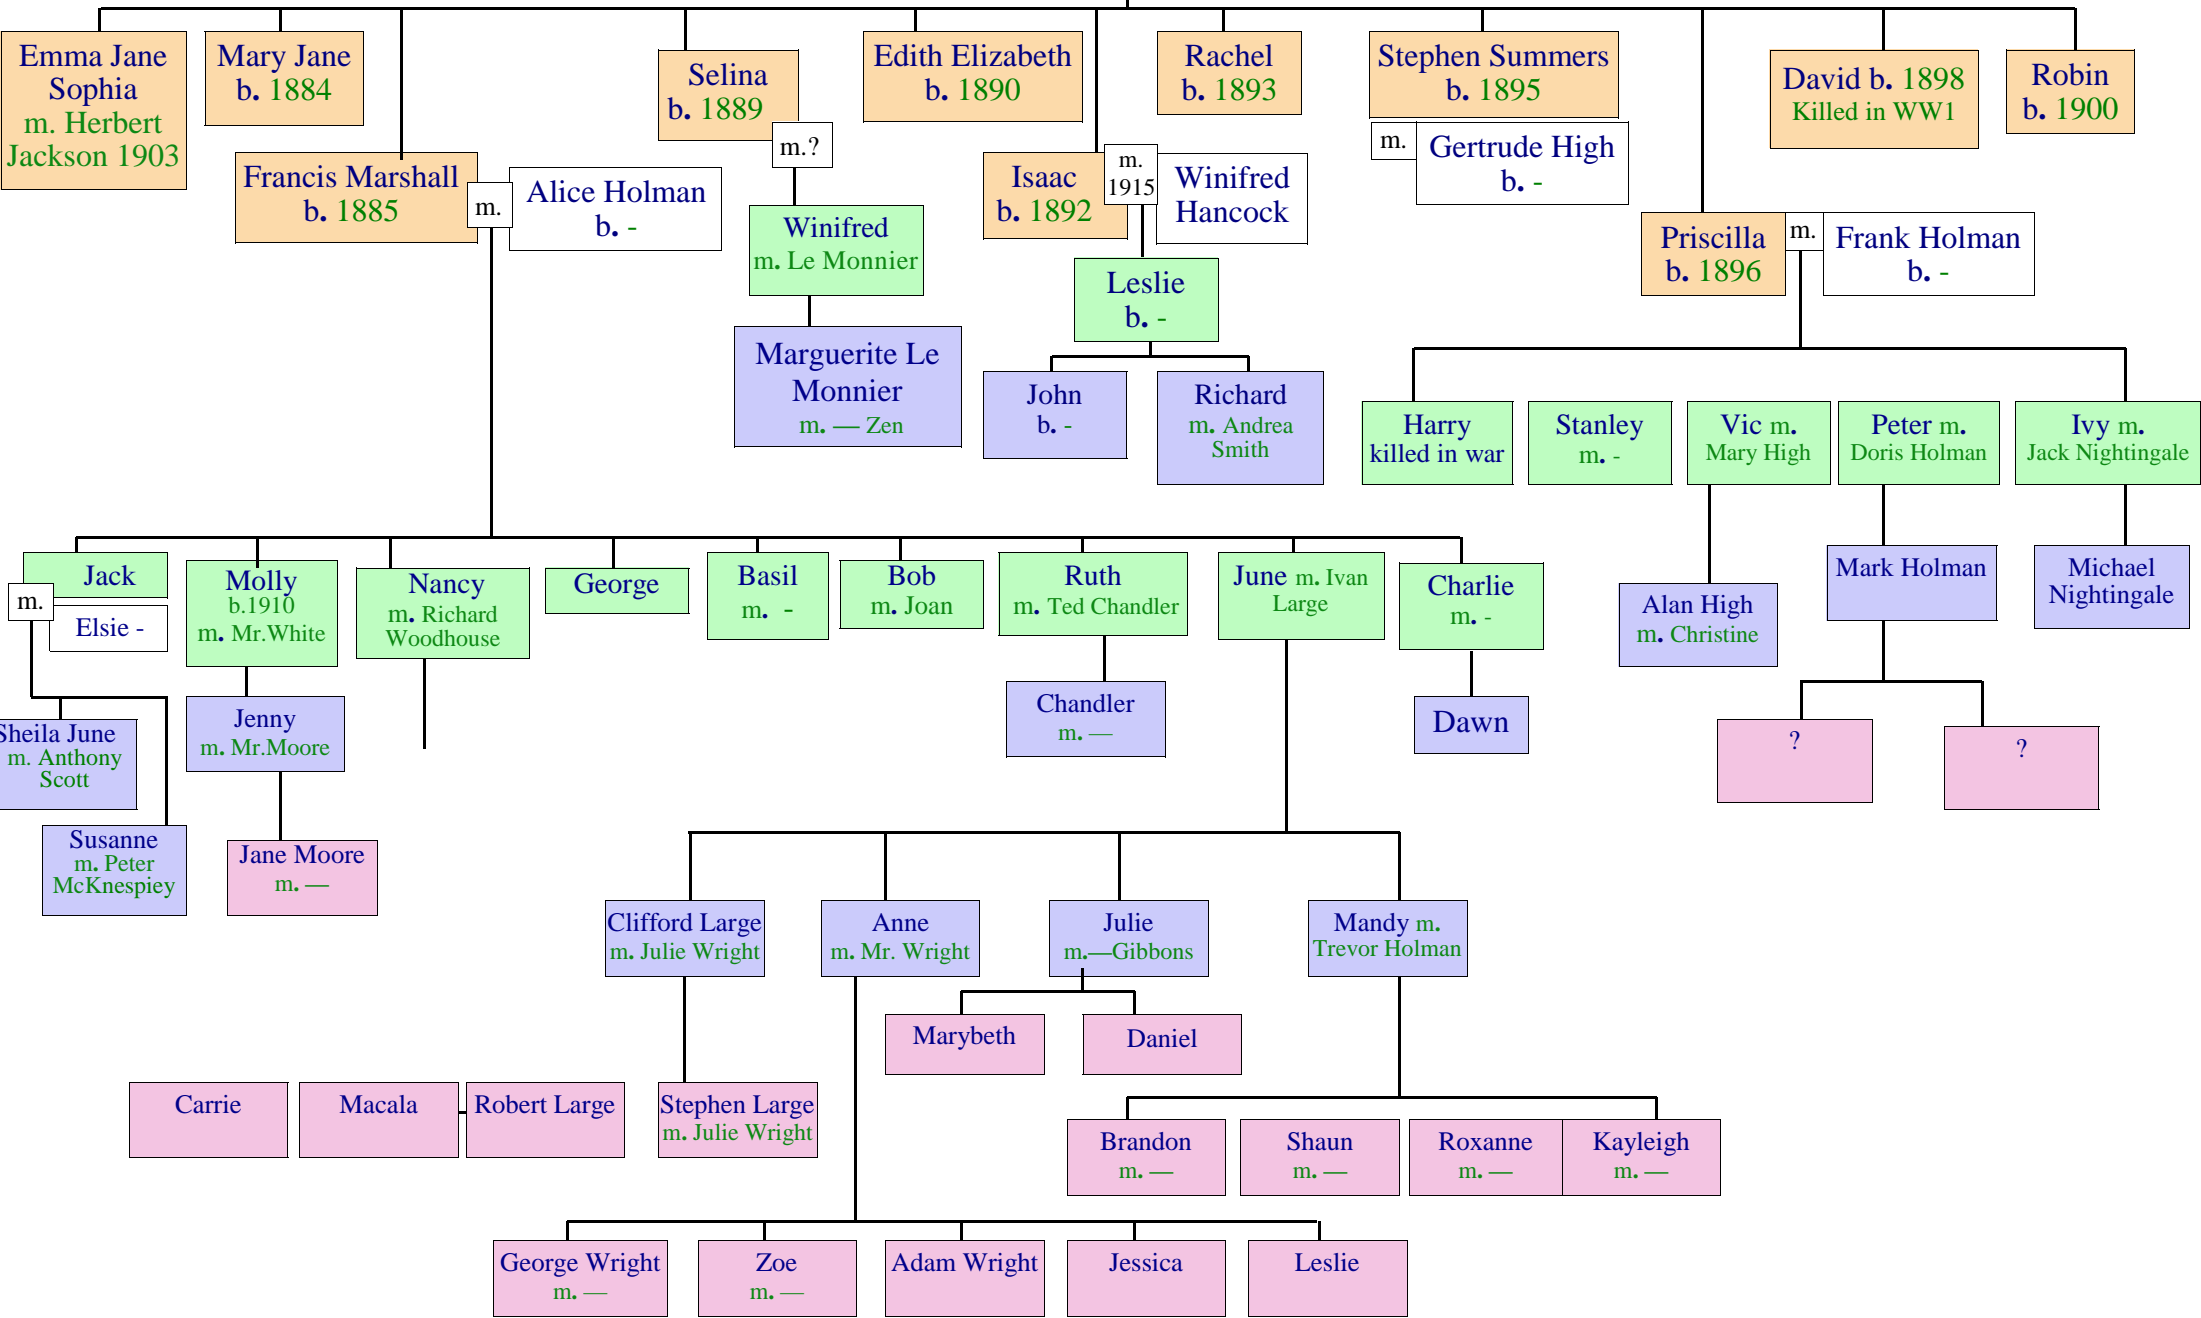 Emma Jane
Sophia
m. Herbert
Jackson 1903
Mary Jane
b. 1884
Francis Marshall
b. 1885
m.
Alice Holman
b. -
Selina
b. 1889
m.?
Winifred
m. Le Monnier
Marguerite Le
Monnier
m. — Zen
Edith Elizabeth
b. 1890
Isaac
b. 1892
m.
1915
Winifred
Hancock
Leslie
b. -
John
b. -
Richard
m. Andrea
Smith
Rachel
b. 1893
Stephen Summers
b. 1895
m.
Gertrude High
b. -
Priscilla
b. 1896
m.
Frank Holman
b. -
David b. 1898
Killed in WW1
Robin
b. 1900
Harry
killed in war
Stanley
m. -
Vic m.
Mary High
Peter m.
Doris Holman
Ivy m.
Jack Nightingale
Alan High
m. Christine
Mark Holman
Michael
Nightingale
?
?
Jack
m.
Elsie -
Molly
b.1910
m. Mr.White
Nancy
m. Richard
Woodhouse
George
Basil
m. -
Bob
m. Joan
Ruth
m. Ted Chandler
June m. Ivan
Large
Charlie
m. -
Sheila June
m. Anthony
Scott
Susanne
m. Peter
McKnespiey
Jenny
m. Mr.Moore
Jane Moore
m. —
Chandler
m. —
Dawn
Clifford Large
m. Julie Wright
Anne
m. Mr. Wright
Julie
m.—Gibbons
Mandy m.
Trevor Holman
Marybeth
Daniel
Carrie
Macala
Robert Large
Stephen Large
m. Julie Wright
Brandon
m. —
Shaun
m. —
Roxanne
m. —
Kayleigh
m. —
George Wright
m. —
Zoe
m. —
Adam Wright
Jessica
Leslie